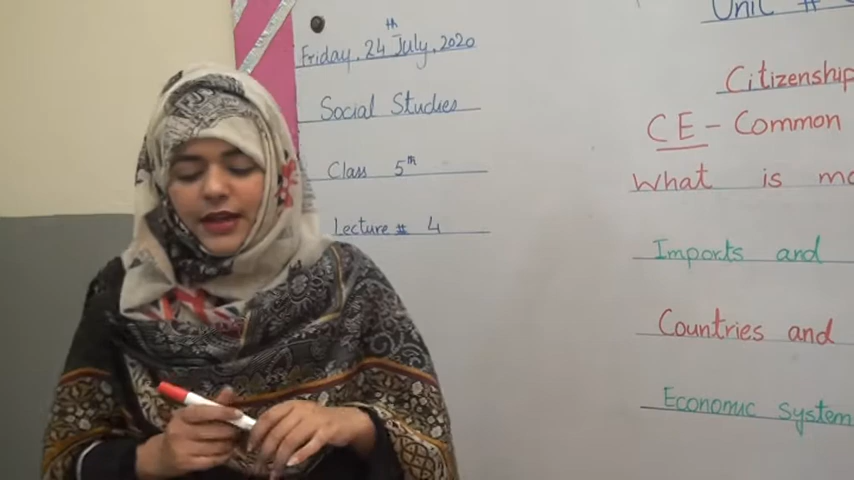 Friday, 24th July, 2020
Social Studies
Class 5th
Lecture # 4
Unit #
Citizenship
CE - Common
What is
Imports and
Countries and
Economic System